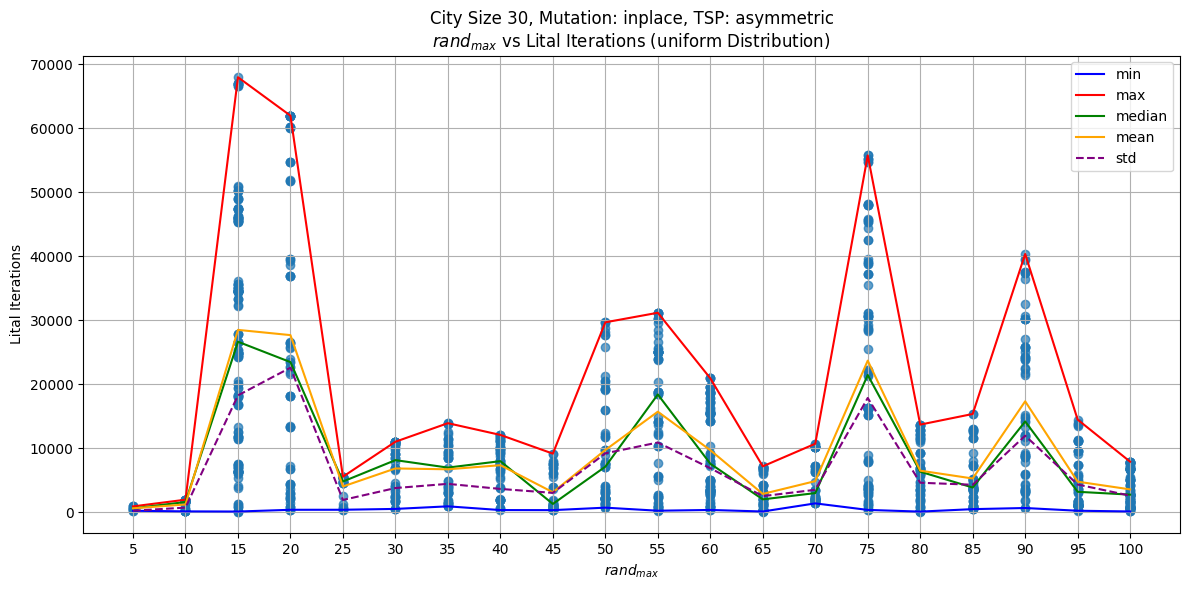 City Size 30, Mutation: inplace, TSP: asymmetric
rand_max vs Lital Iterations (uniform Distribution)
70000
60000
50000
40000
30000
20000
10000
0
Lital Iterations
min
max
median
mean
std
5 10 15 20 25 30 35 40 45 50 55 60 65 70 75 80 85 90 95 100
rand_max